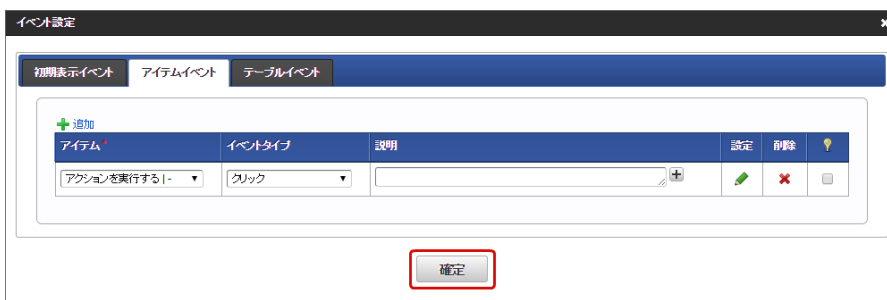 イベント設定
初期表示イベント アイテムイベント テーブルイベント
追加
アイテム* イベントタイプ 説明 設定 削除
アクションを実行する | - クリック
確定